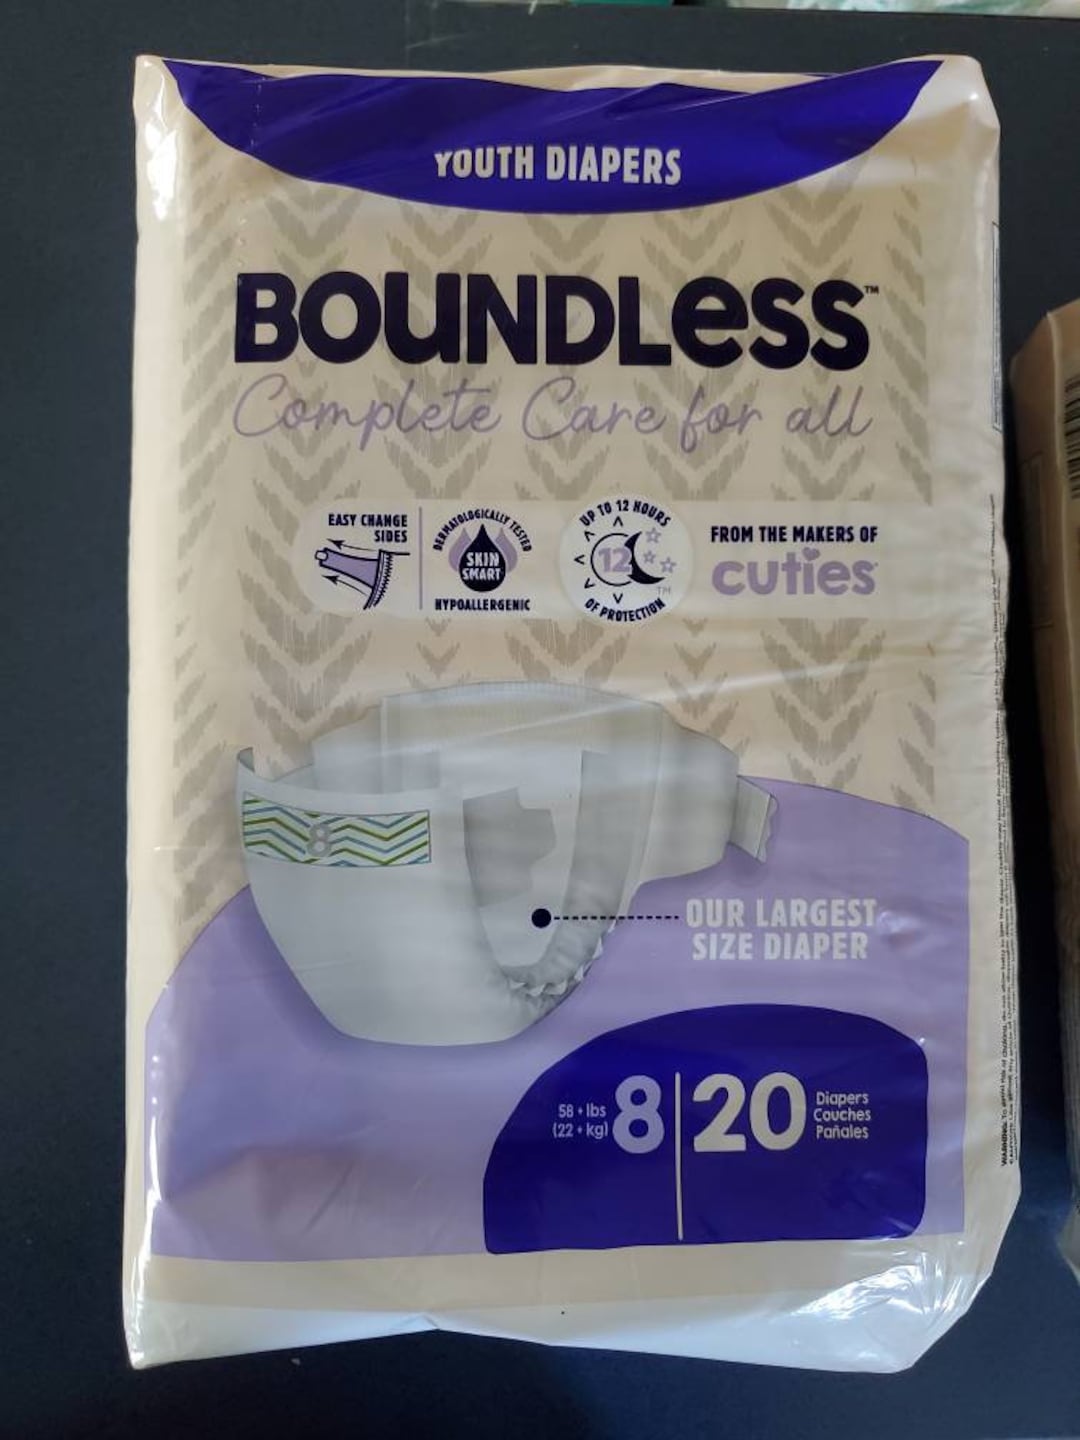 YOUTH DIAPERS
BOUNDLESS™
Complete Care for all
EASY CHANGE
SIDES
DERMATOLOGICALLY TESTED
SKIN
SMART
HYPOALLERGENIC
UP TO 12 HOURS
12
TM
OF PROTECTION
FROM THE MAKERS OF
cuties
8
OUR LARGEST
SIZE DIAPER
58 + lbs
(22 + kg)
8
20
Diapers
Couches
Pañales